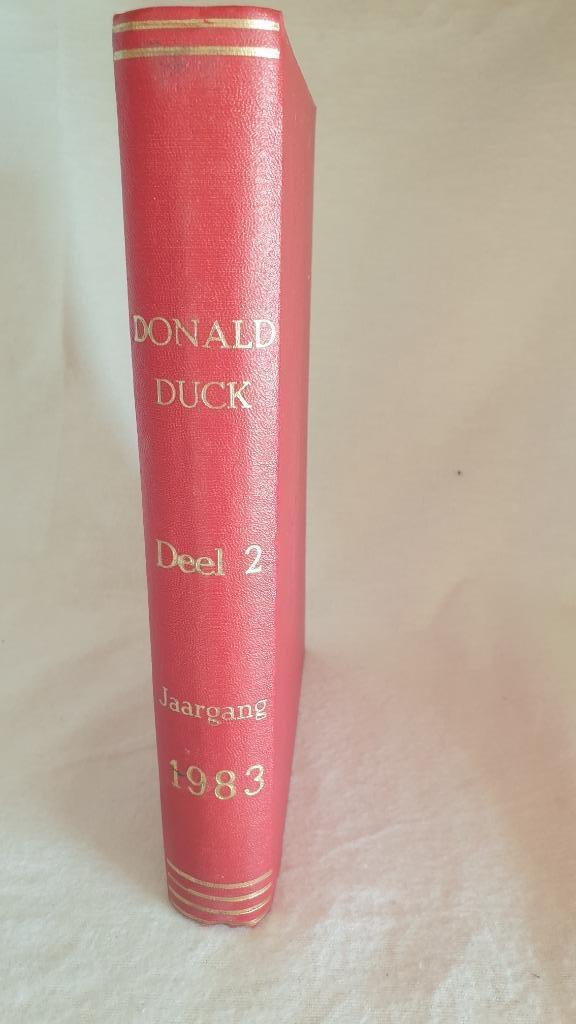 DONALD
DUCK
Deel 2
Jaargang
1983